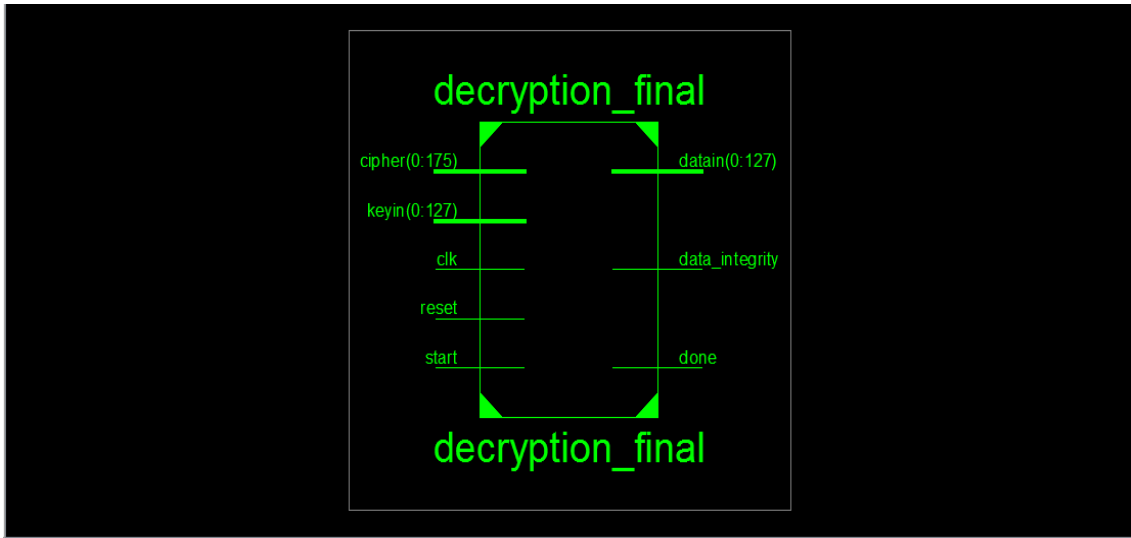 decryption_final
cipher(0:175)
datain(0:127)
keyin(0:127)
clk
data_integrity
reset
start
done
decryption_final